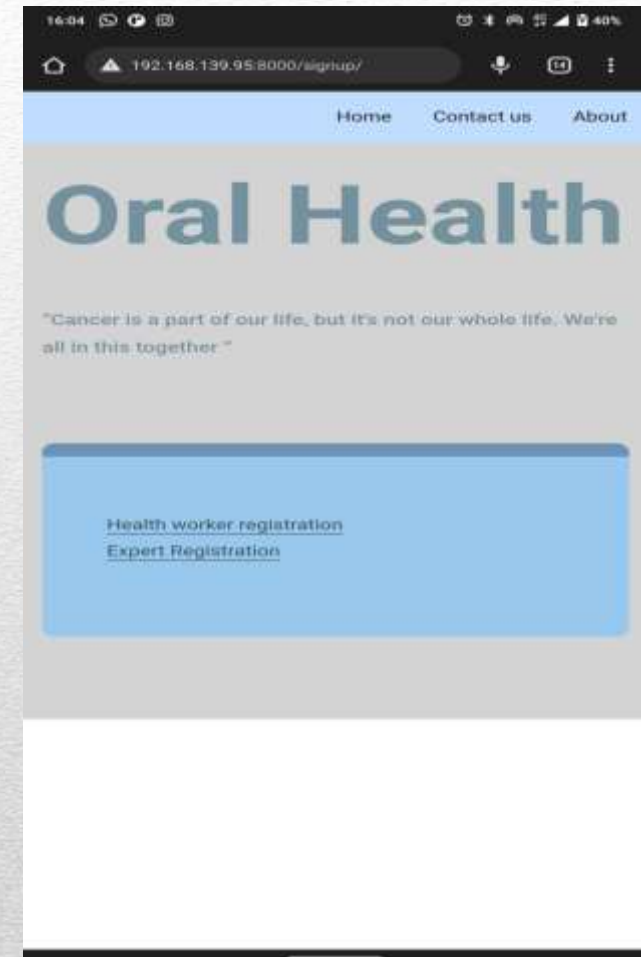 16:04
40%
192.168.139.95:8000/signup/
14
Home Contact us About
Oral Health
"Cancer is a part of our life, but it's not our whole life. We're
all in this together "
Health worker registration
Expert Registration